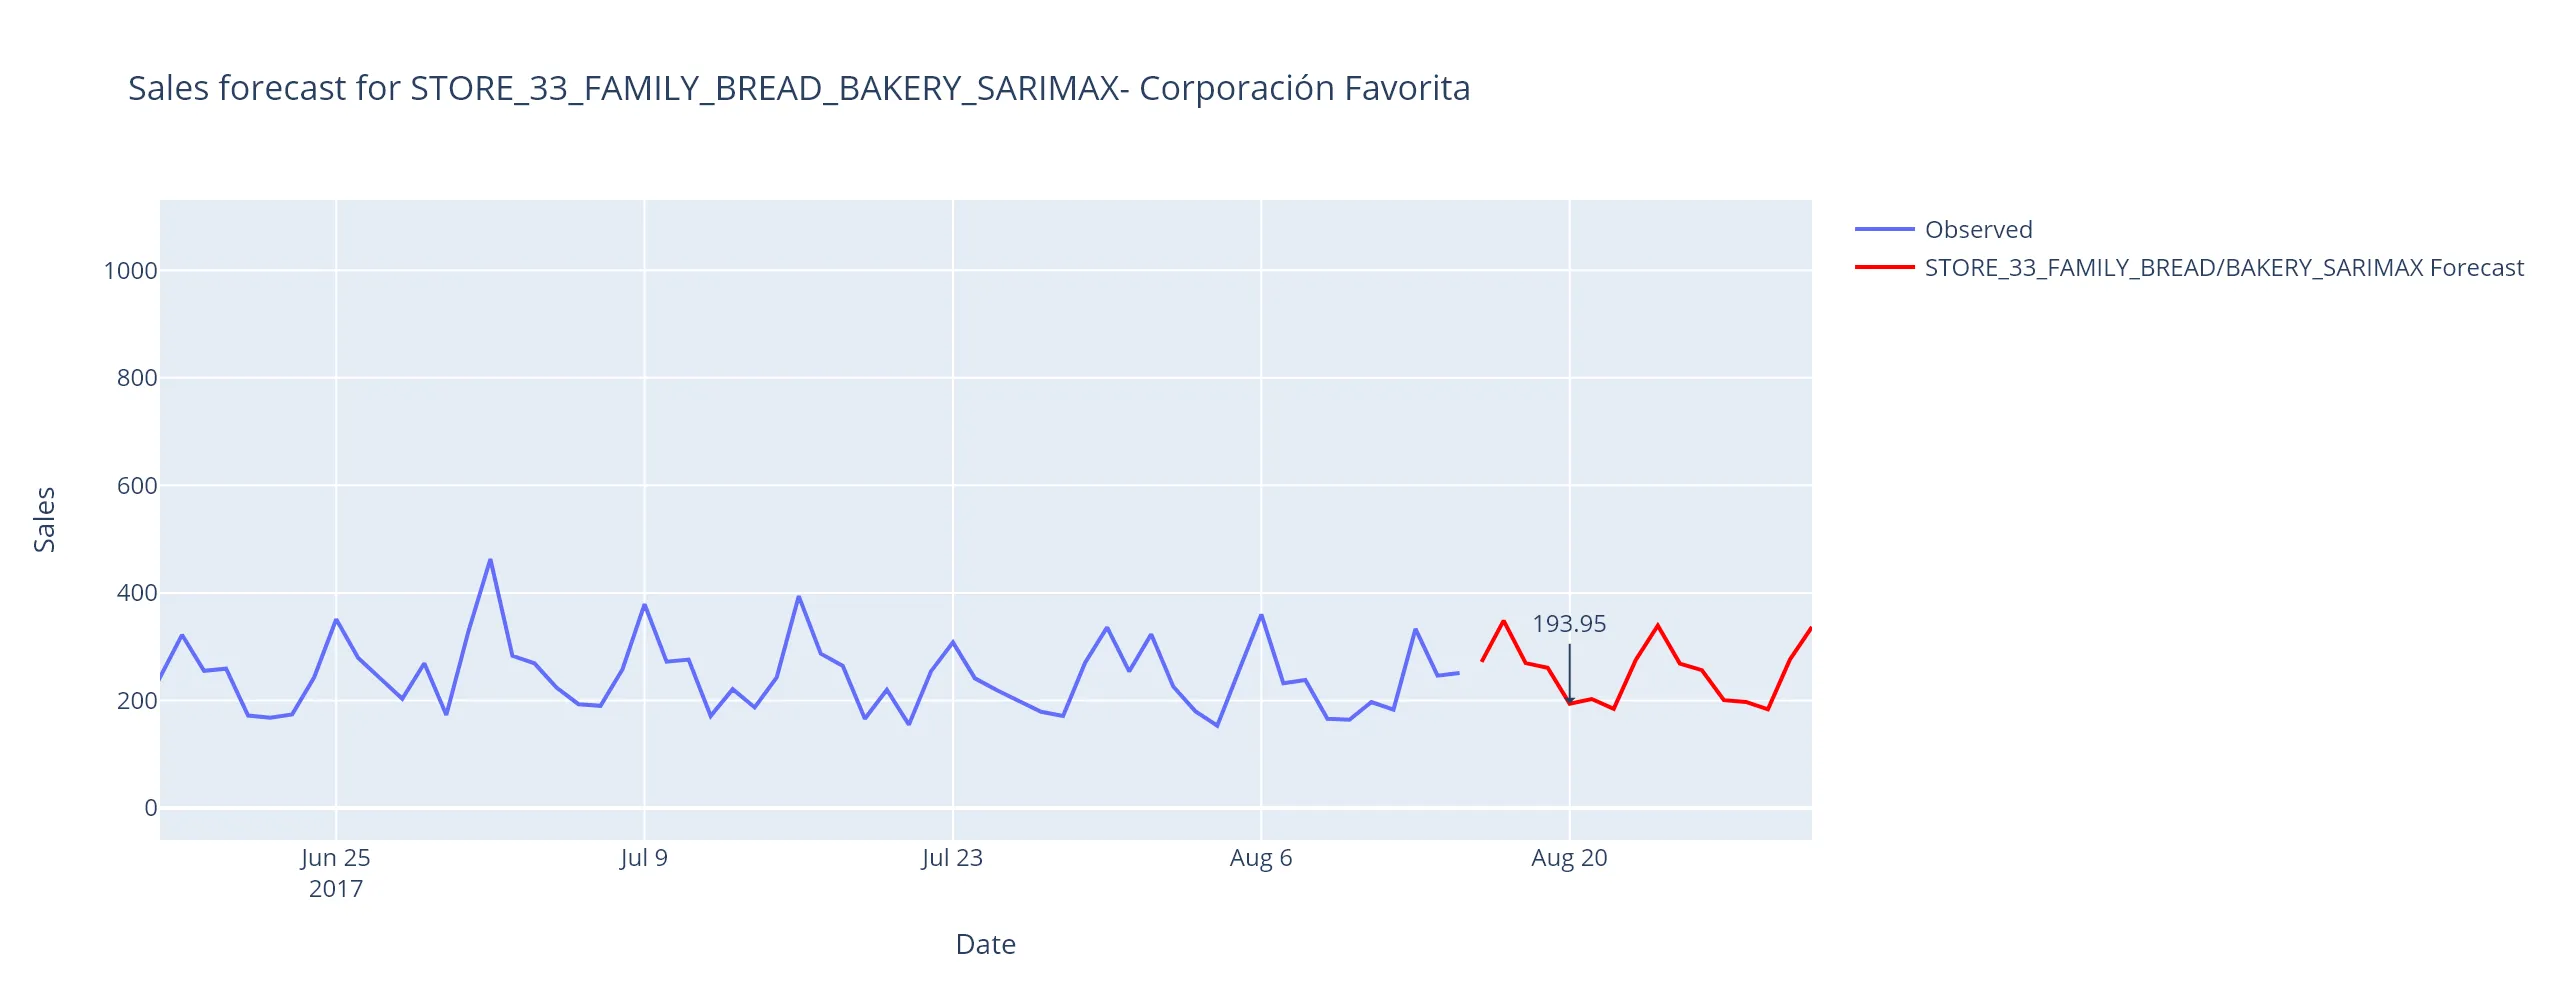 Sales forecast for STORE_33_FAMILY_BREAD_BAKERY_SARIMAX- Corporación Favorita
Observed
STORE_33_FAMILY_BREAD/BAKERY_SARIMAX Forecast
1000
800
600
400
200
0
Sales
193.95
Jun 25
2017
Jul 9
Jul 23
Aug 6
Aug 20
Date